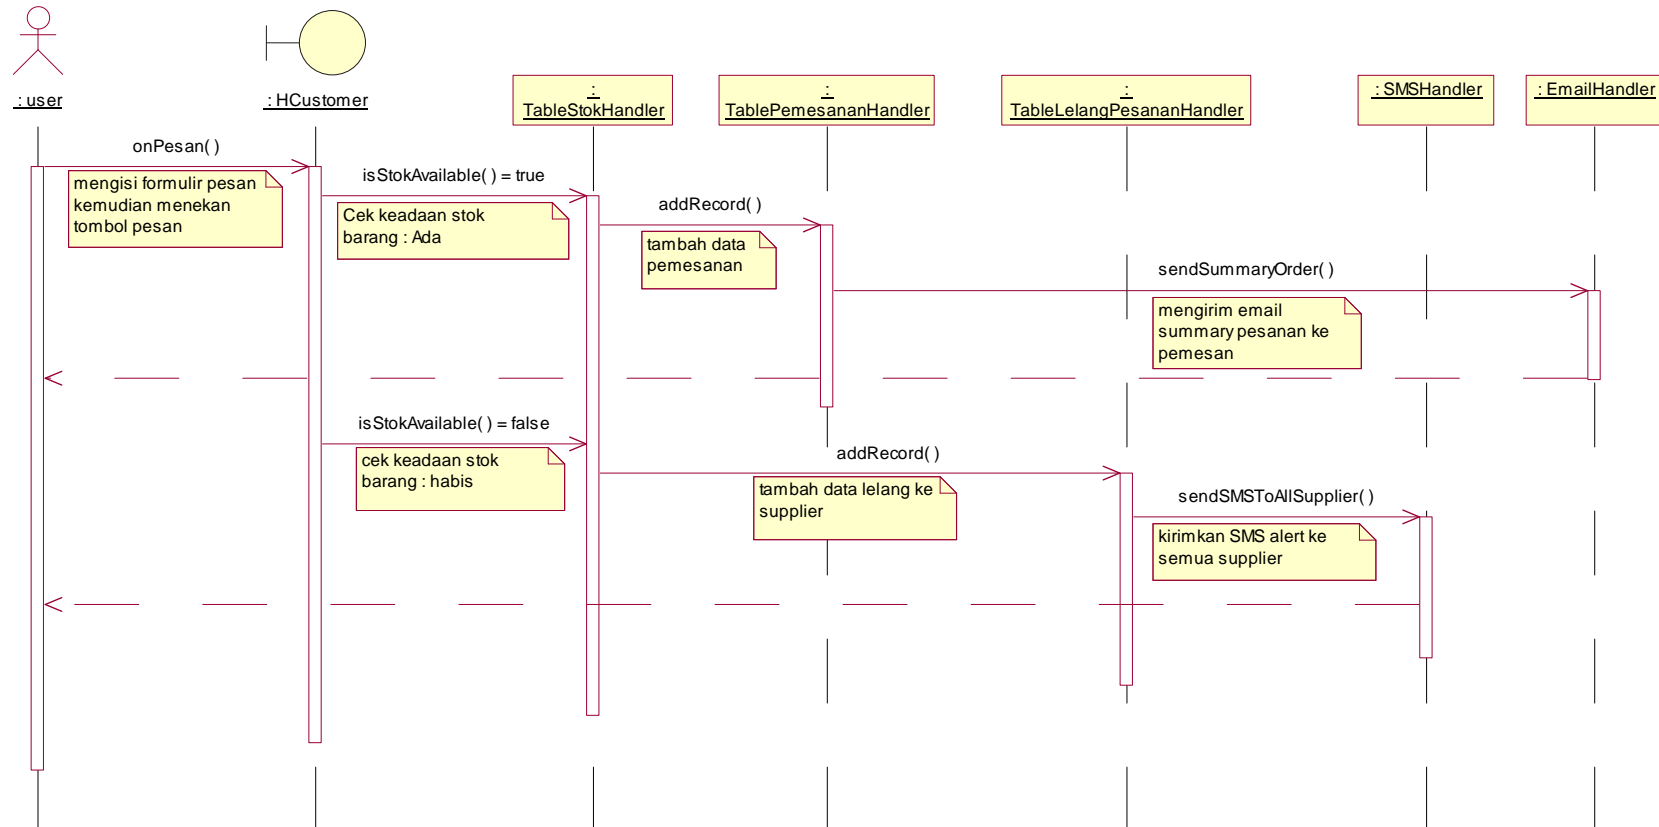 : user
: HCustomer
:
TableStokHandler
:
TablePemesananHandler
:
TableLelangPesananHandler
: SMSHandler
: EmailHandler
onPesan( )
mengisi formulir pesan
kemudian menekan
tombol pesan
isStokAvailable( ) = true
Cek keadaan stok
barang : Ada
addRecord( )
tambah data
pemesanan
sendSummaryOrder( )
mengirim email
summary pesanan ke
pemesan
isStokAvailable( ) = false
cek keadaan stok
barang : habis
addRecord( )
tambah data lelang ke
supplier
sendSMSToAllSupplier( )
kirimkan SMS alert ke
semua supplier